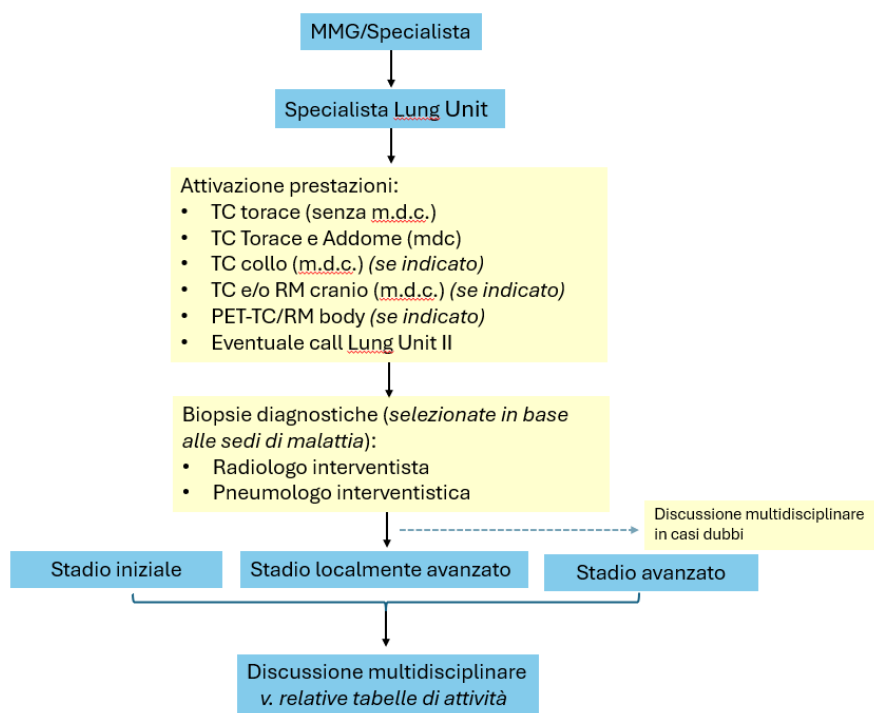 MMG/Specialista
Specialista Lung Unit
Attivazione prestazioni:
• TC torace (senza m.d.c.)
• TC Torace e Addome (mdc)
• TC collo (m.d.c.) (se indicato)
• TC e/o RM cranio (m.d.c.) (se indicato)
• PET-TC/RM body (se indicato)
• Eventuale call Lung Unit II
Biopsie diagnostiche (selezionate in base
alle sedi di malattia):
• Radiologo interventista
• Pneumologo interventistica
Discussione multidisciplinare
in casi dubbi
Stadio iniziale
Stadio localmente avanzato
Stadio avanzato
Discussione multidisciplinare
v. relative tabelle di attività